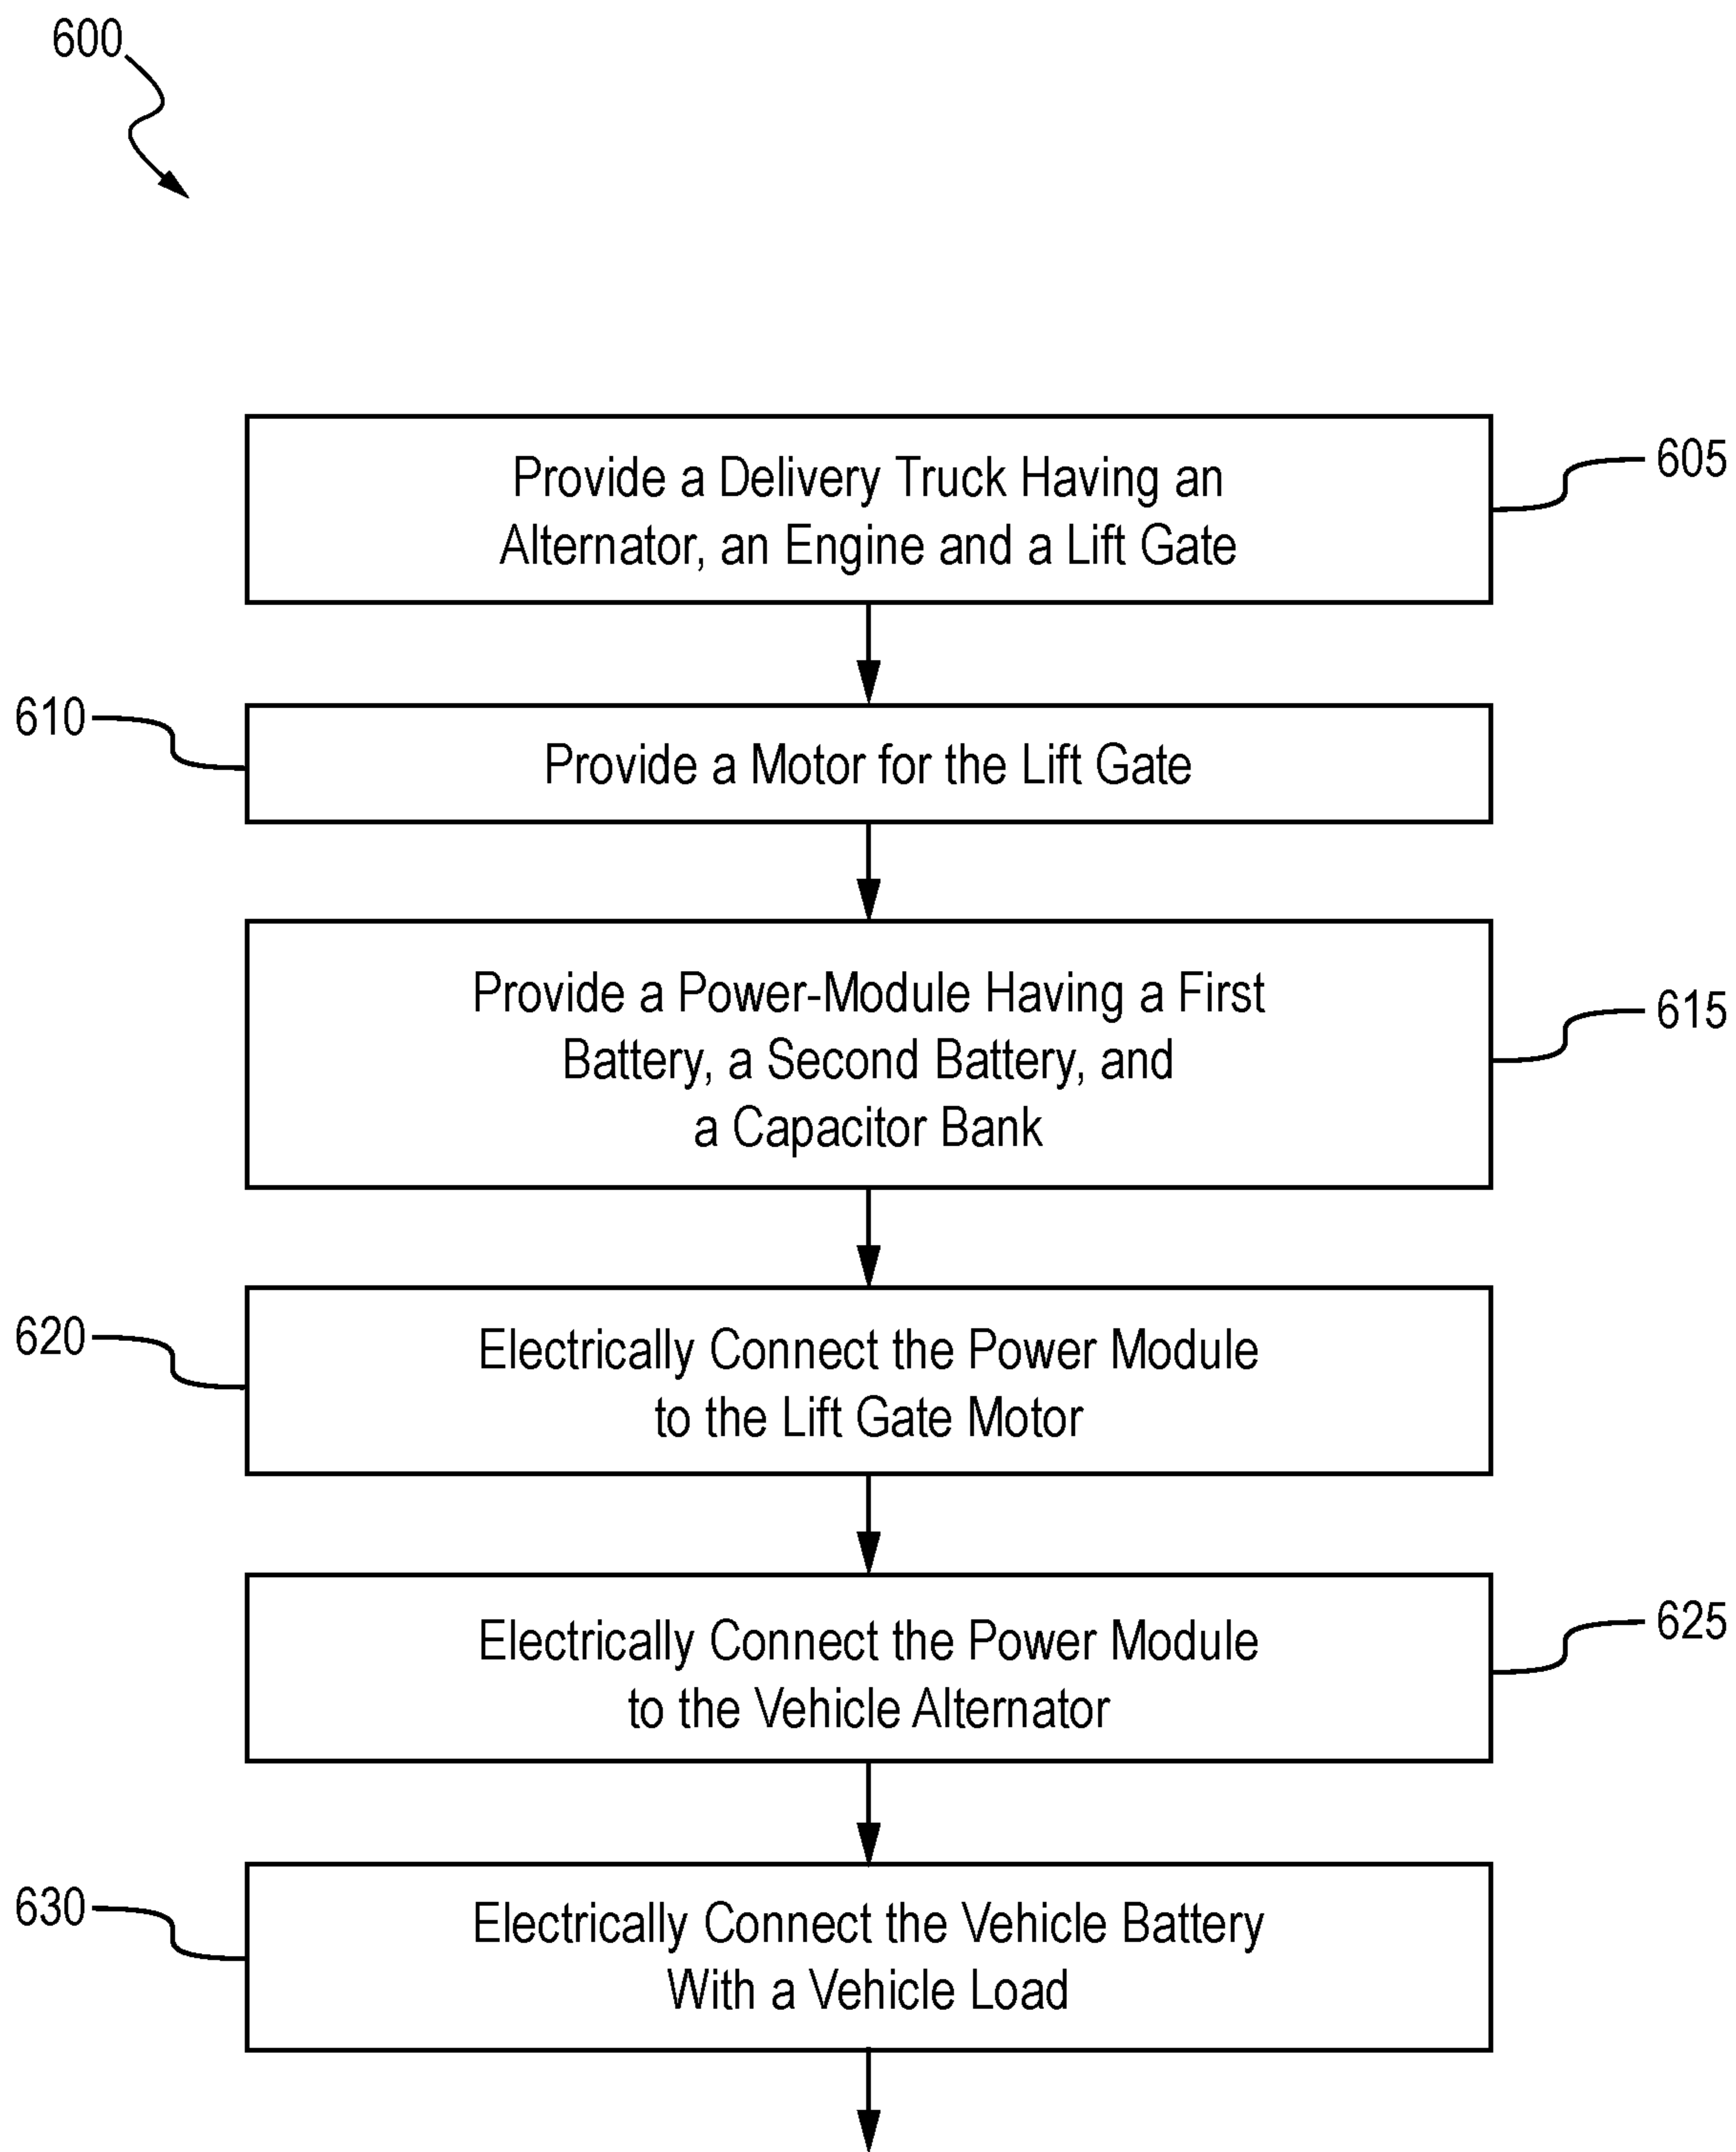 600
Provide a Delivery Truck Having an
Alternator, an Engine and a Lift Gate
605
610
Provide a Motor for the Lift Gate
Provide a Power-Module Having a First
Battery, a Second Battery, and
a Capacitor Bank
615
620
Electrically Connect the Power Module
to the Lift Gate Motor
Electrically Connect the Power Module
to the Vehicle Alternator
625
630
Electrically Connect the Vehicle Battery
With a Vehicle Load